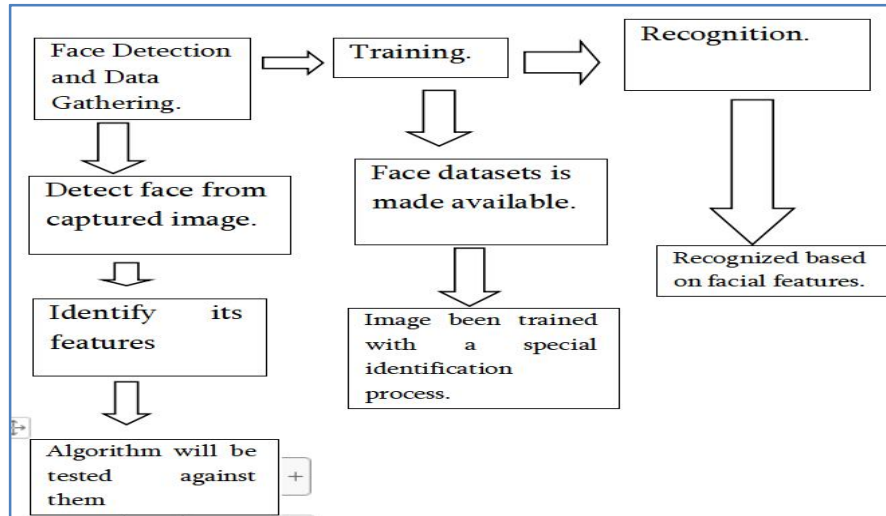 Face Detection
and Data
Gathering.
Training.
Recognition.
Detect face from
captured image.
Face datasets is
made available.
Recognized based
on facial features.
Identify its
features
Image been trained
with a special
identification
process.
Algorithm will be
tested against
them
+